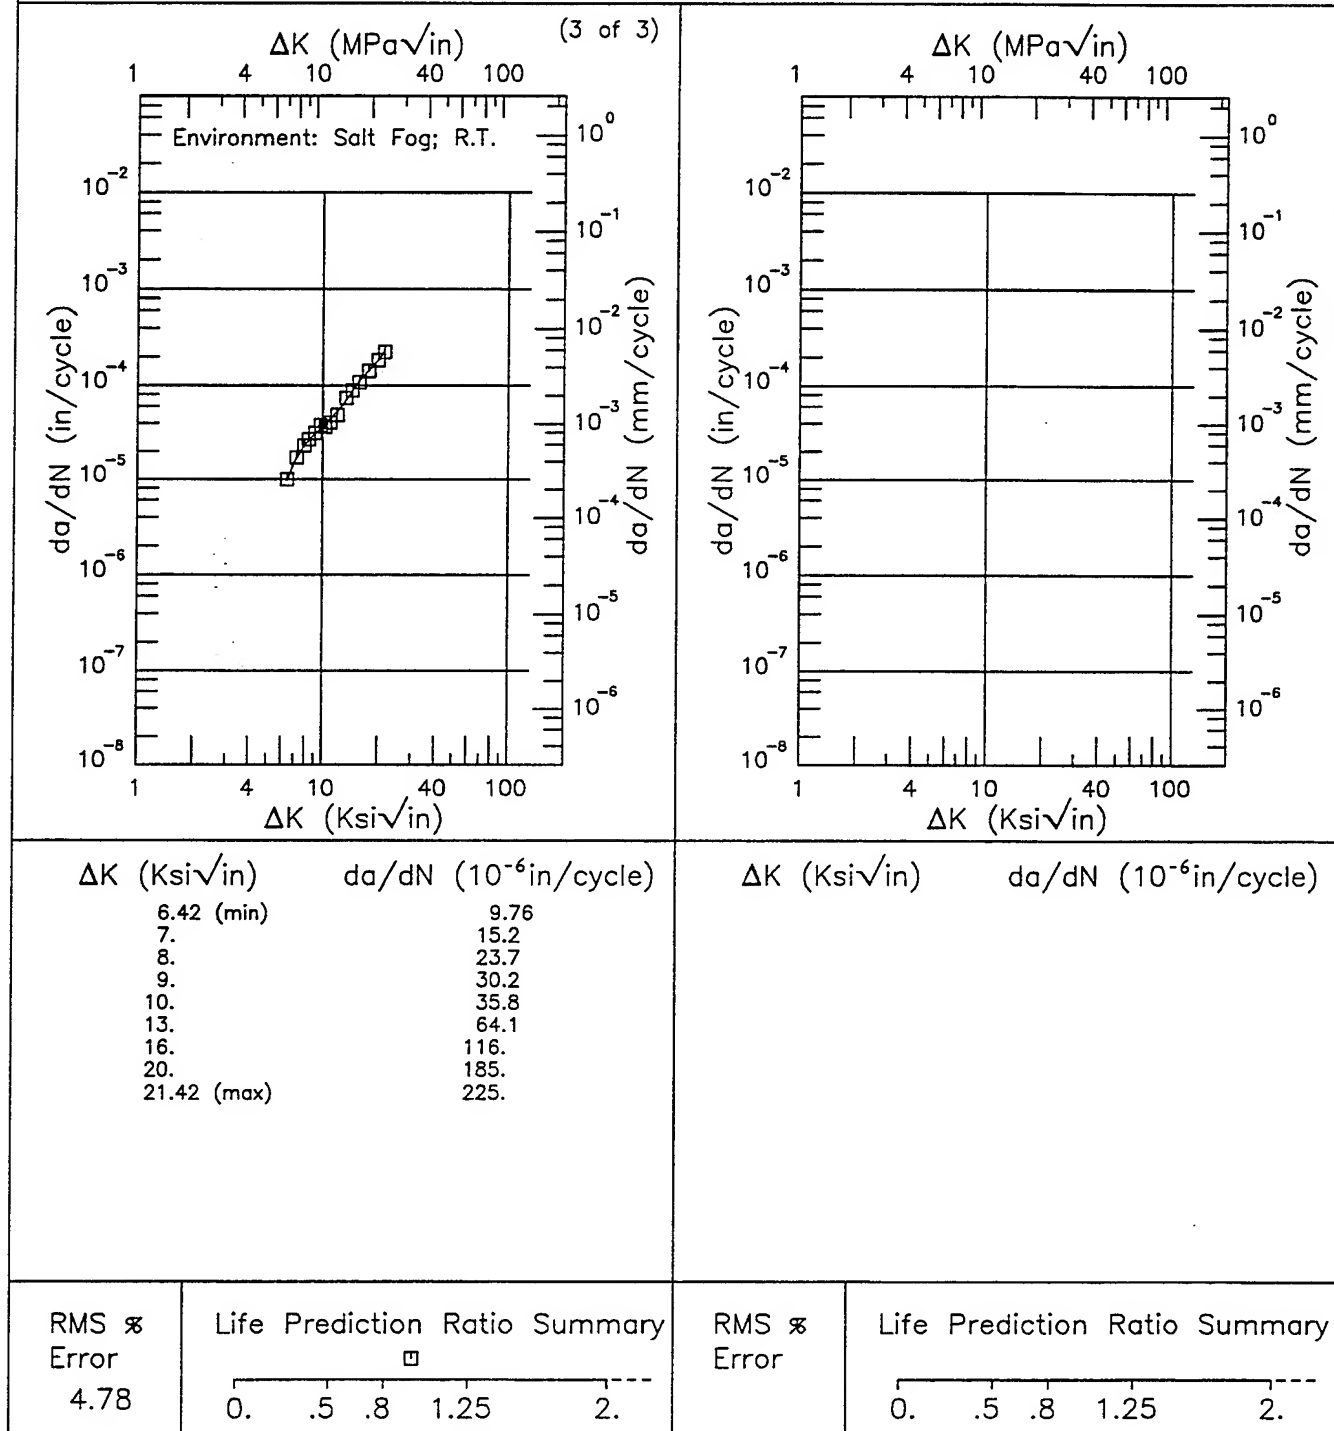 (3 of 3)
ΔK (MPa√in)
1 4 10 40 100
Environment: Salt Fog; R.T.
10⁰
10⁻²
10⁻¹
10⁻³
10⁻²
10⁻⁴
10⁻³
10⁻⁵
10⁻⁴
10⁻⁶
10⁻⁵
10⁻⁷
10⁻⁶
10⁻⁸
da/dN (in/cycle)
da/dN (mm/cycle)
1 4 10 40 100
ΔK (Ksi√in)
ΔK (MPa√in)
1 4 10 40 100
10⁰
10⁻²
10⁻¹
10⁻³
10⁻²
10⁻⁴
10⁻³
10⁻⁵
10⁻⁴
10⁻⁶
10⁻⁵
10⁻⁷
10⁻⁶
10⁻⁸
da/dN (in/cycle)
da/dN (mm/cycle)
1 4 10 40 100
ΔK (Ksi√in)
ΔK (Ksi√in) da/dN (10⁻⁶in/cycle)
6.42 (min) 9.76
7. 15.2
8. 23.7
9. 30.2
10. 35.8
13. 64.1
16. 116.
20. 185.
21.42 (max) 225.
ΔK (Ksi√in) da/dN (10⁻⁶in/cycle)
RMS %
Error
4.78
Life Prediction Ratio Summary
0. .5 .8 1.25 2.
RMS %
Error
Life Prediction Ratio Summary
0. .5 .8 1.25 2.